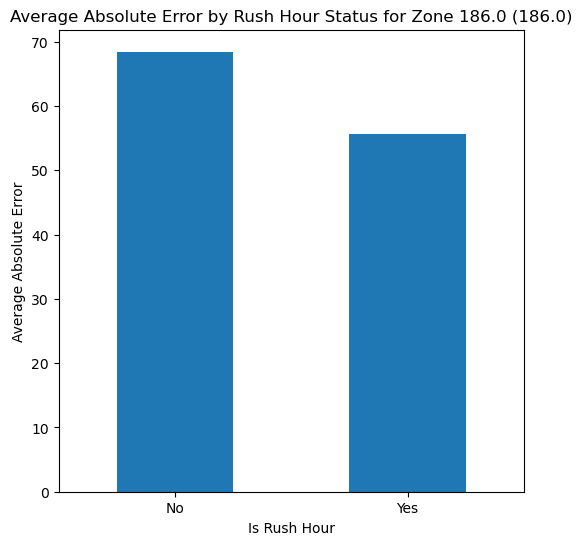 Average Absolute Error by Rush Hour Status for Zone 186.0 (186.0)
70
60
50
40
30
20
10
0
Average Absolute Error
No Yes
Is Rush Hour